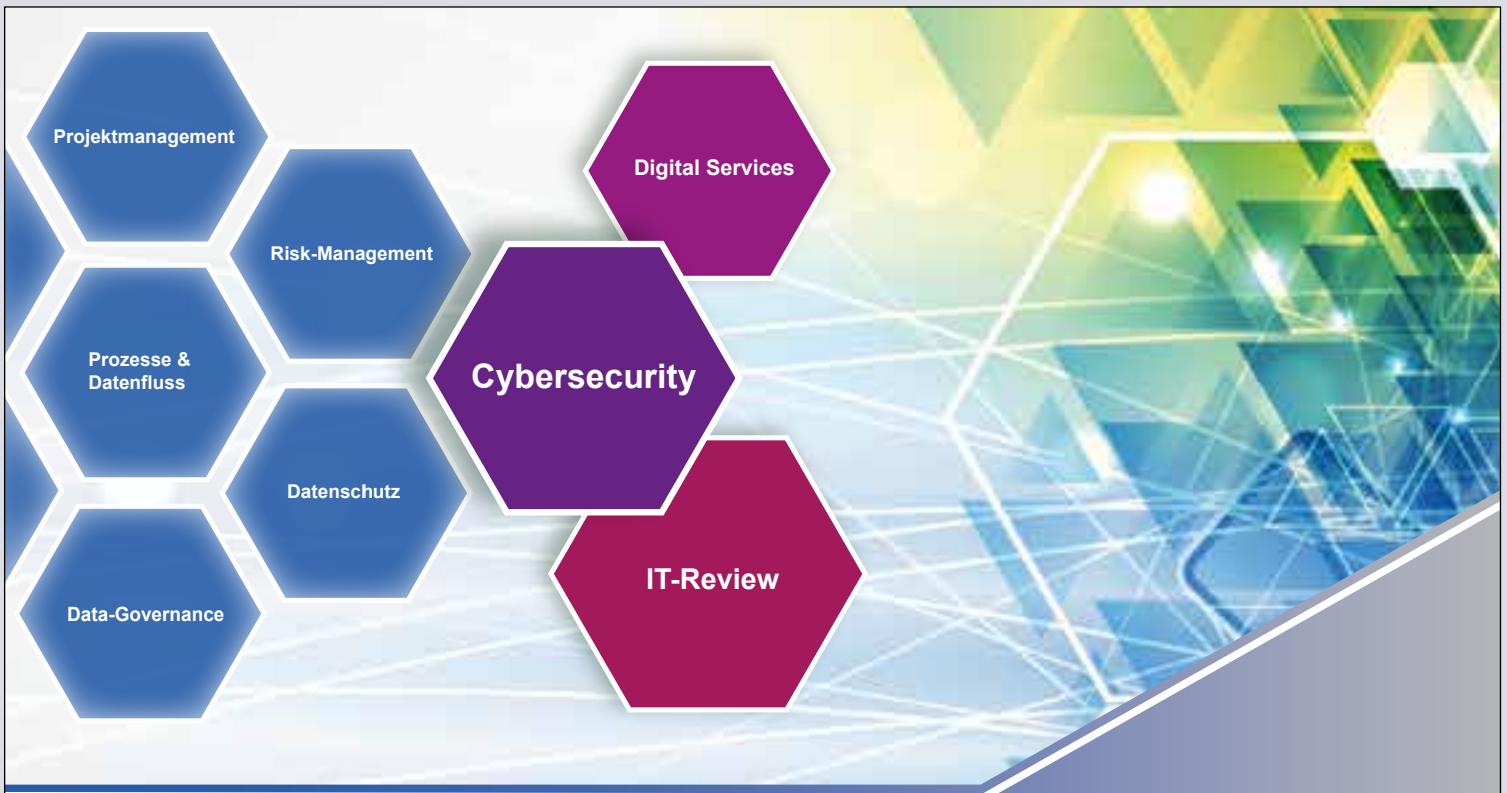 Projektmanagement
Digital Services
Risk-Management
Prozesse &
Datenfluss
Cybersecurity
Datenschutz
IT-Review
Data-Governance